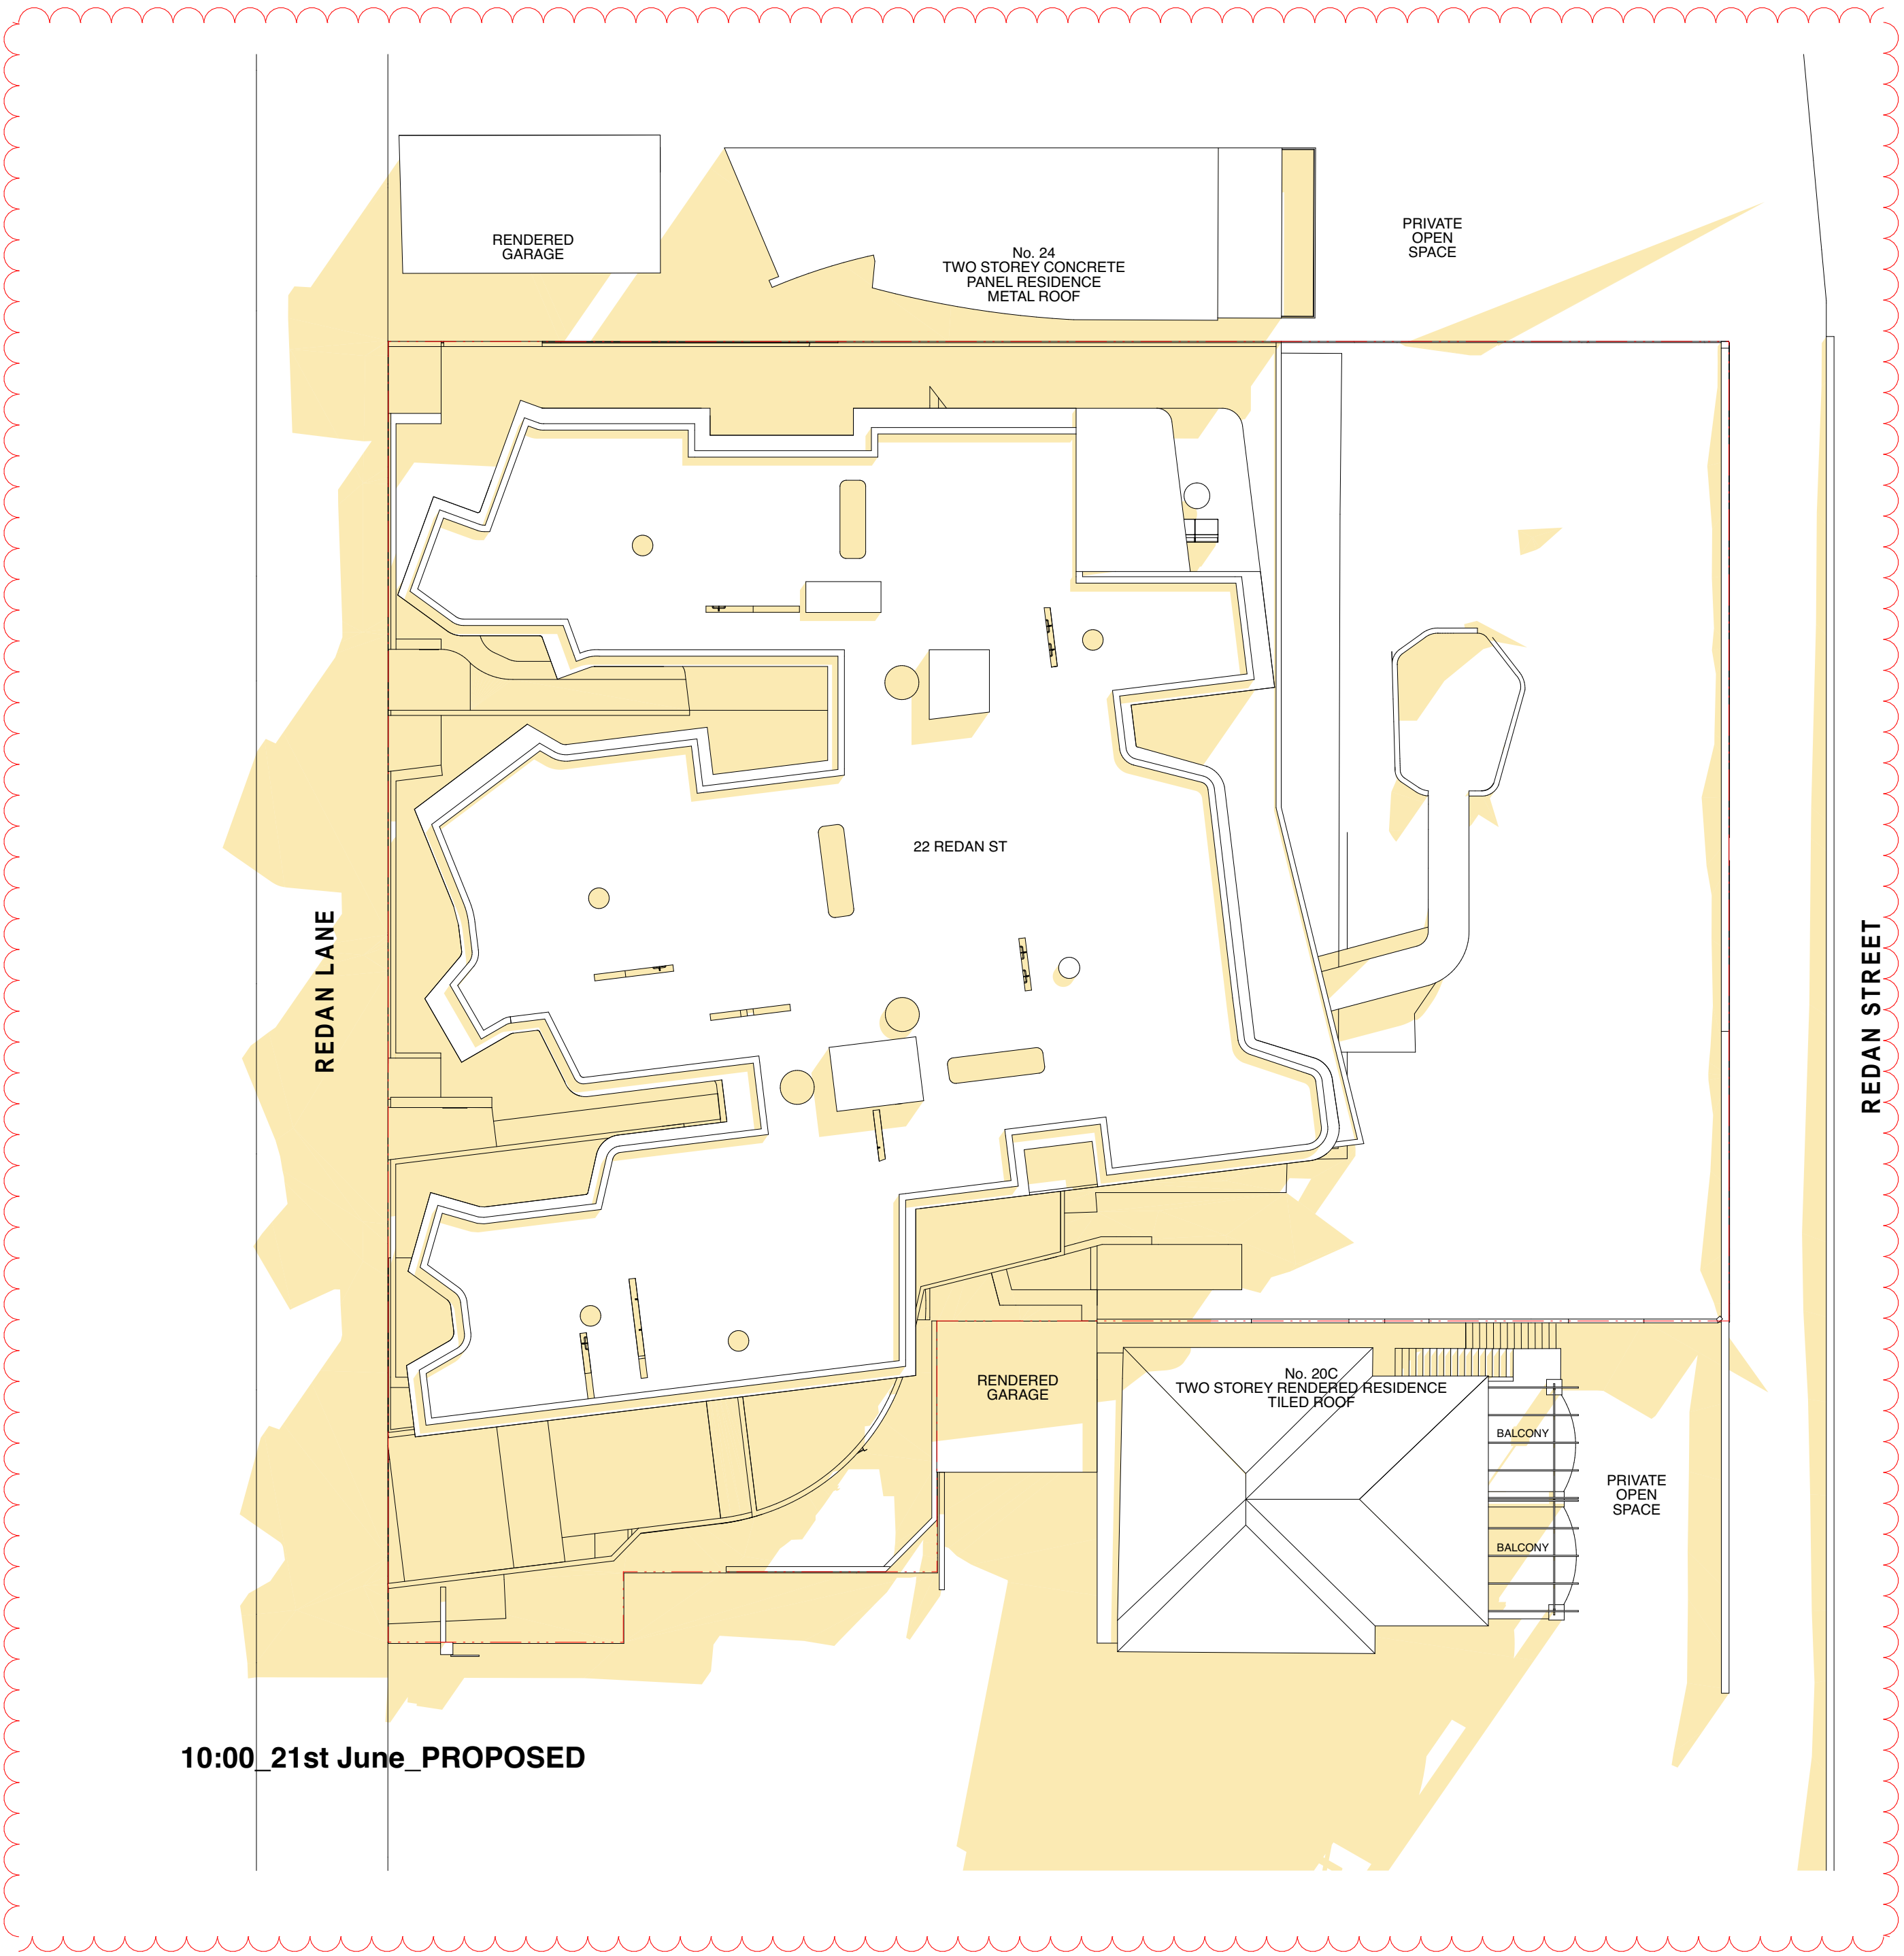 RENDERED
GARAGE
No. 24
TWO STOREY CONCRETE
PANEL RESIDENCE
METAL ROOF
PRIVATE
OPEN
SPACE
22 REDAN ST
REDAN LANE
REDAN STREET
RENDERED
GARAGE
No. 20C
TWO STOREY RENDERED RESIDENCE
TILED ROOF
BALCONY
PRIVATE
OPEN
SPACE
BALCONY
10:00_21st June_PROPOSED